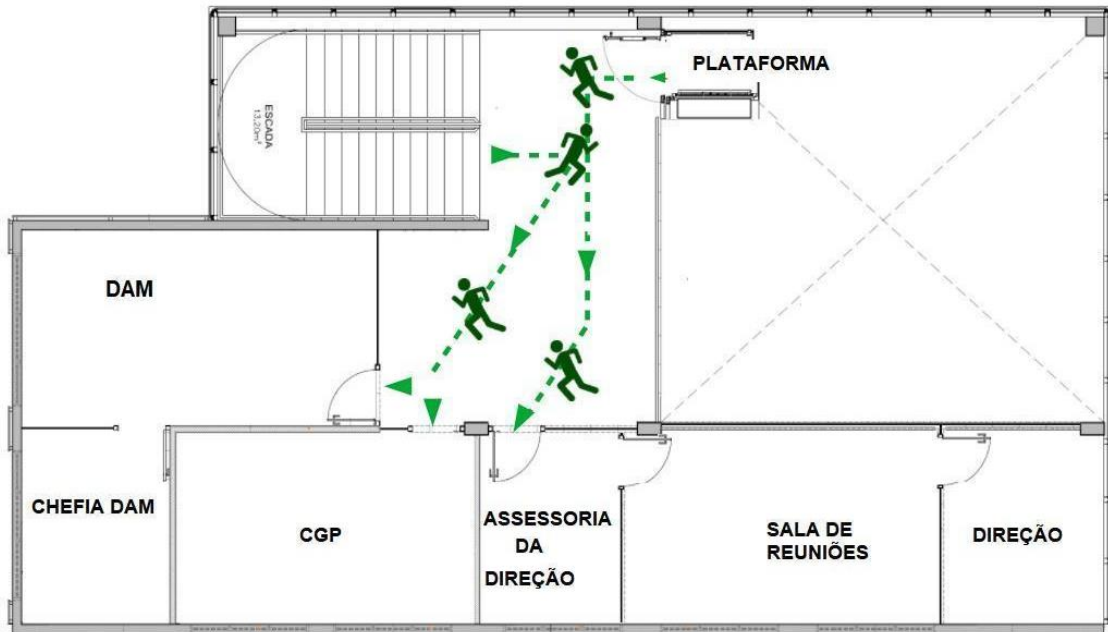 PLATAFORMA
ESCADA
13,20m²
DAM
CHEFIA DAM
CGP
ASSESSORIA
DA
DIREÇÃO
SALA DE
REUNIÕES
DIREÇÃO